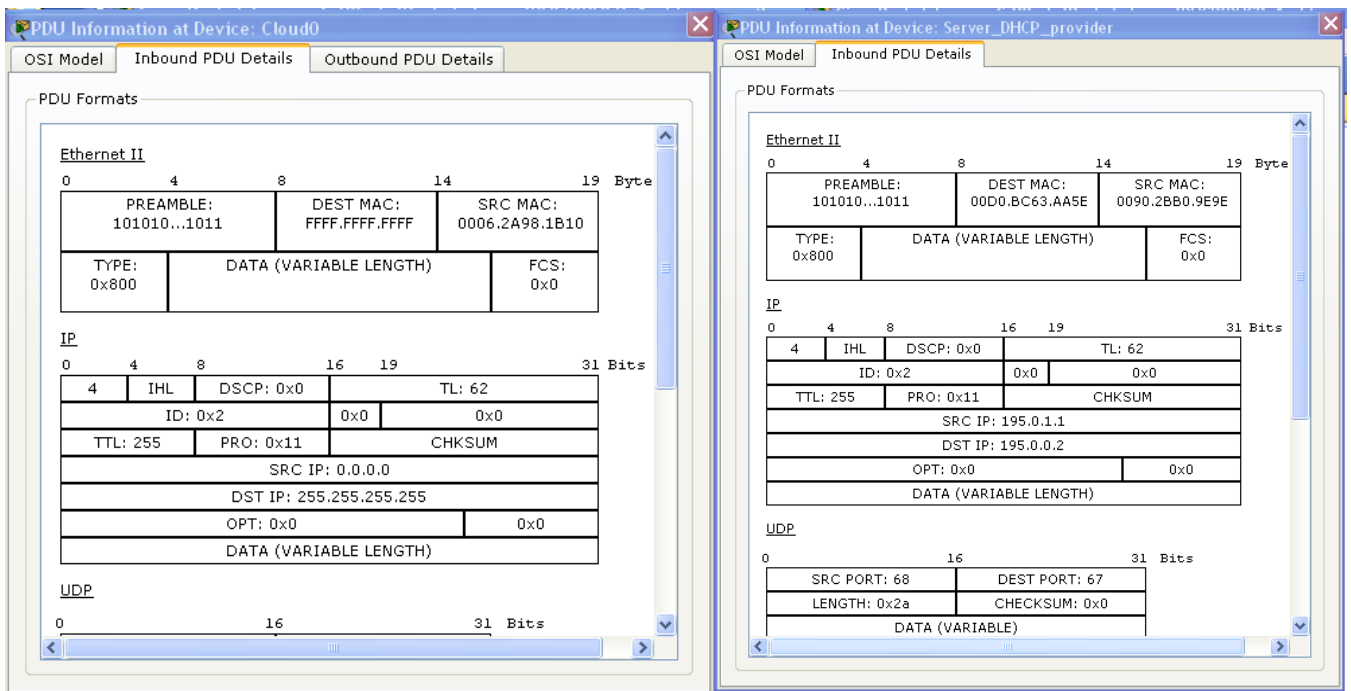 PDU Information at Device: Cloud0
OSI Model Inbound PDU Details Outbound PDU Details
PDU Formats
Ethernet II
0 4 8 14 19 Byte
PREAMBLE: DEST MAC: SRC MAC:
101010...1011 FFFF.FFFF.FFFF 0006.2A98.1B10
TYPE: DATA (VARIABLE LENGTH) FCS:
0x800 0x0
IP
0 4 8 16 19 31 Bits
4 IHL DSCP: 0x0 TL: 62
ID: 0x2 0x0 0x0
TTL: 255 PRO: 0x11 CHKSUM
SRC IP: 0.0.0.0
DST IP: 255.255.255.255
OPT: 0x0 0x0
DATA (VARIABLE LENGTH)
UDP
0 16 31 Bits
PDU Information at Device: Server_DHCP_provider
OSI Model Inbound PDU Details
PDU Formats
Ethernet II
0 4 8 14 19 Byte
PREAMBLE: DEST MAC: SRC MAC:
101010...1011 00D0.BC63.AA5E 0090.2BB0.9E9E
TYPE: DATA (VARIABLE LENGTH) FCS:
0x800 0x0
IP
0 4 8 16 19 31 Bits
4 IHL DSCP: 0x0 TL: 62
ID: 0x2 0x0 0x0
TTL: 255 PRO: 0x11 CHKSUM
SRC IP: 195.0.1.1
DST IP: 195.0.0.2
OPT: 0x0 0x0
DATA (VARIABLE LENGTH)
UDP
0 16 31 Bits
SRC PORT: 68 DEST PORT: 67
LENGTH: 0x2a CHECKSUM: 0x0
DATA (VARIABLE)